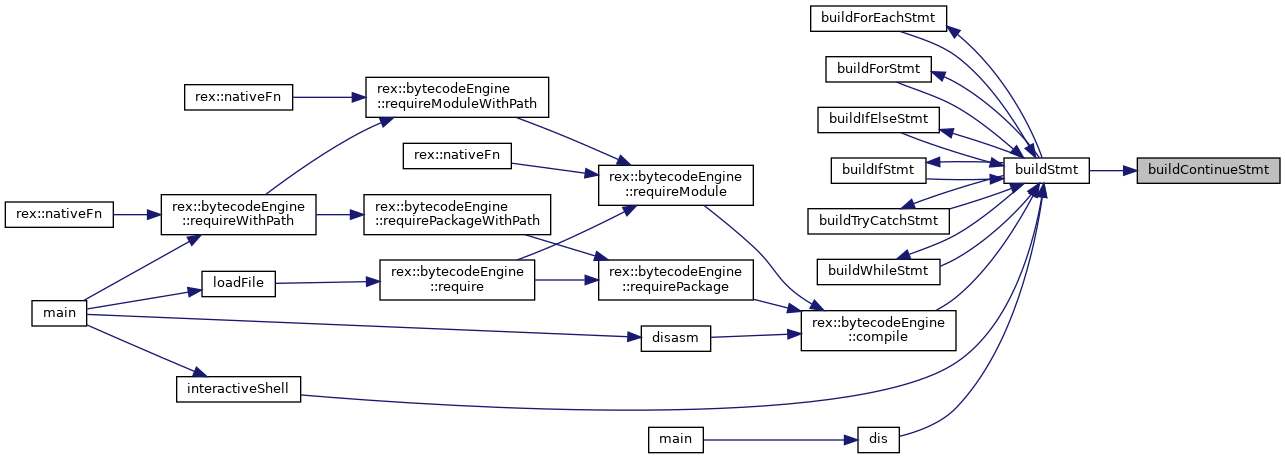 buildForEachStmt
buildForStmt
rex::bytecodeEngine
::requireModuleWithPath
rex::nativeFn
buildIfElseStmt
rex::nativeFn
buildIfStmt
buildStmt
buildContinueStmt
rex::bytecodeEngine
::requireModule
rex::nativeFn
rex::bytecodeEngine
::requireWithPath
rex::bytecodeEngine
::requirePackageWithPath
buildTryCatchStmt
buildWhileStmt
loadFile
rex::bytecodeEngine
::require
rex::bytecodeEngine
::requirePackage
main
disasm
rex::bytecodeEngine
::compile
interactiveShell
main
dis